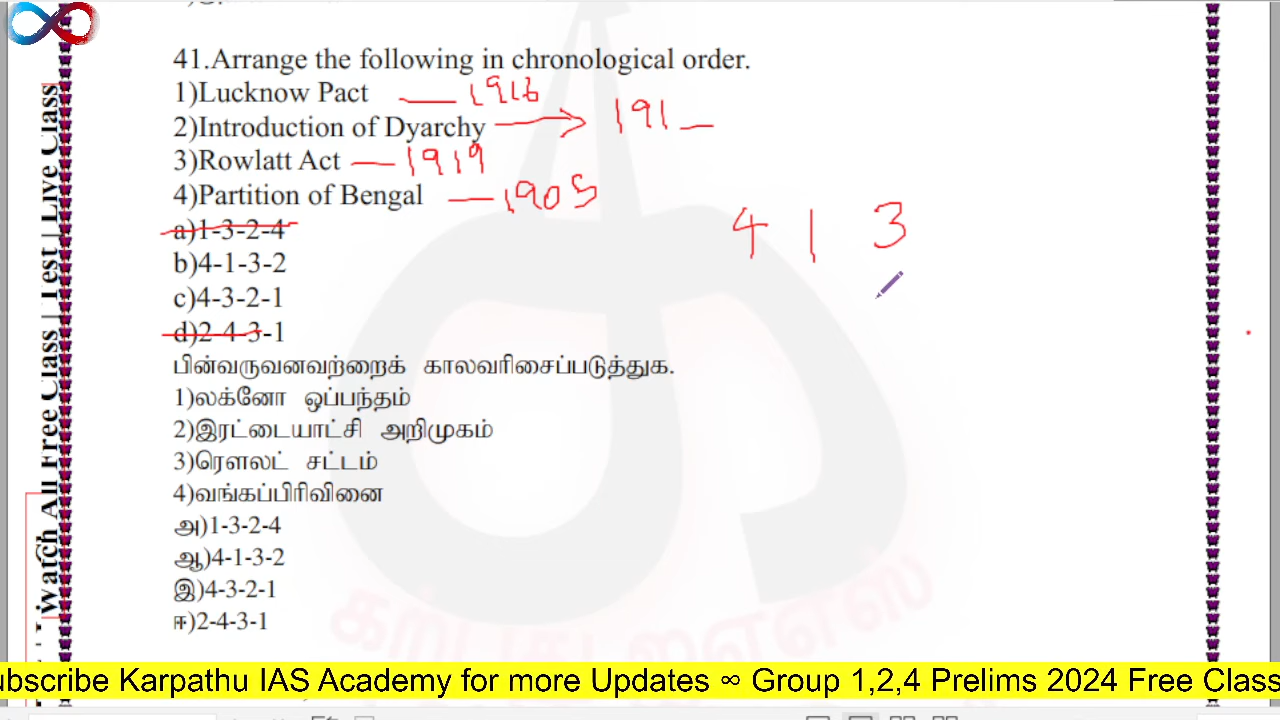 41.Arrange the following in chronological order.
1)Lucknow Pact — 1916
2)Introduction of Dyarchy → 191_
3)Rowlatt Act — 1919
4)Partition of Bengal — 1905
a)1-3-2-4
4 1 3
b)4-1-3-2
c)4-3-2-1
d)2-4-3-1
பின்வருவனவற்றைக் காலவரிசைப்படுத்துக.
1)லக்னோ ஒப்பந்தம்
2)இரட்டையாட்சி அறிமுகம்
3)ரௌலட் சட்டம்
4)வங்கப்பிரிவினை
அ)1-3-2-4
ஆ)4-1-3-2
இ)4-3-2-1
ஈ)2-4-3-1
Watch All Free Class | Test | Live Class
ubscribe Karpathu IAS Academy for more Updates ∞ Group 1,2,4 Prelims 2024 Free Class